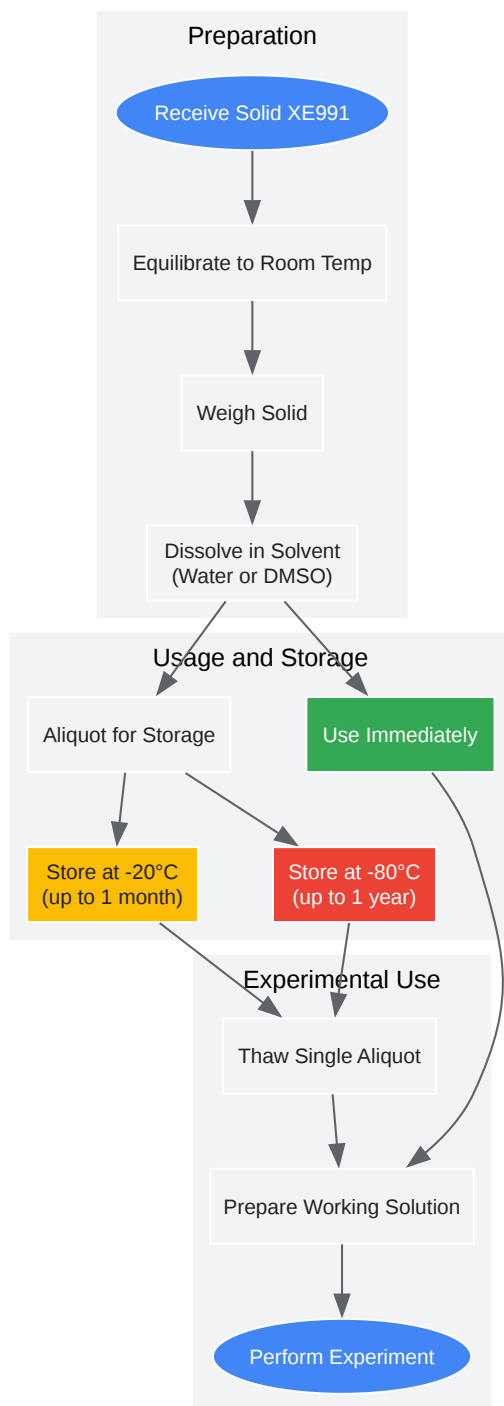 Preparation
Receive Solid XE991
Equilibrate to Room Temp
Weigh Solid
Dissolve in Solvent
(Water or DMSO)
Usage and Storage
Aliquot for Storage
Use Immediately
Store at -20°C
(up to 1 month)
Store at -80°C
(up to 1 year)
Experimental Use
Thaw Single Aliquot
Prepare Working Solution
Perform Experiment